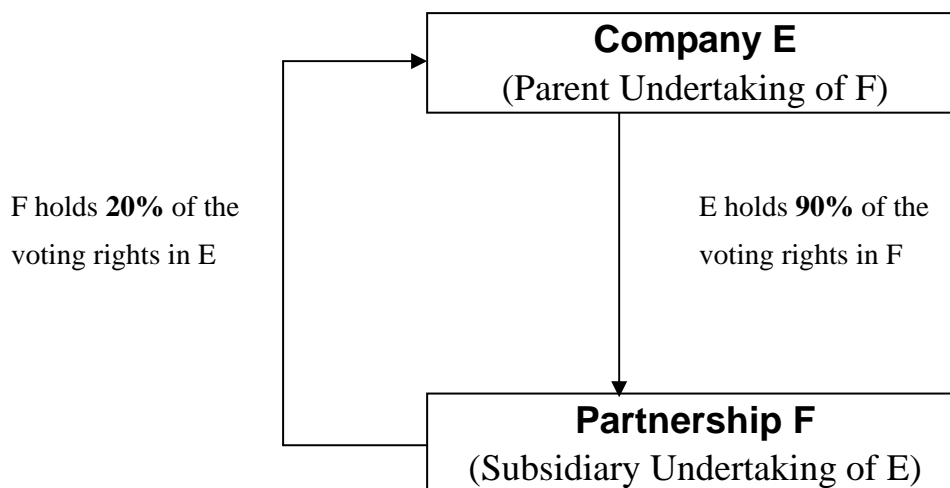 Company E
(Parent Undertaking of F)
F holds 20% of the
voting rights in E
E holds 90% of the
voting rights in F
Partnership F
(Subsidiary Undertaking of E)